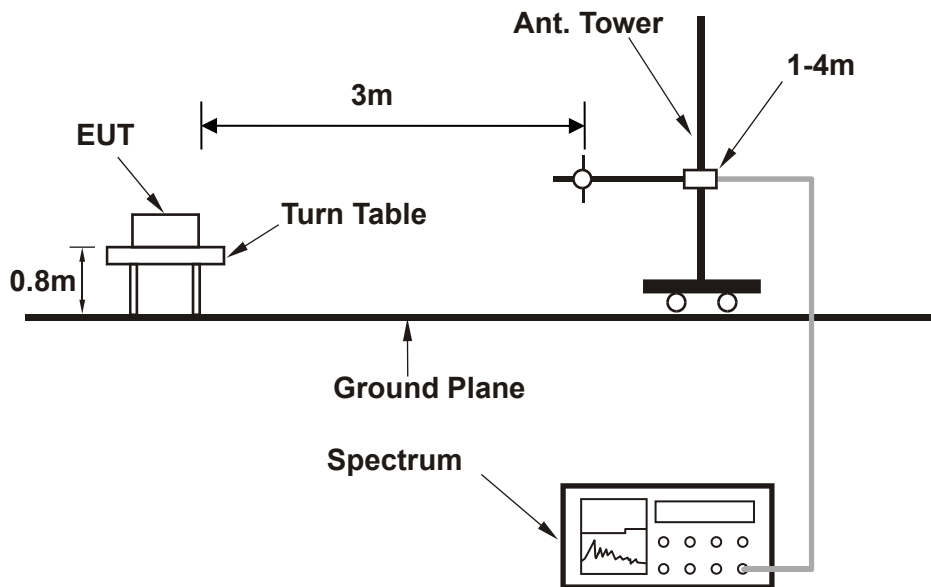 Ant. Tower
1-4m
3m
EUT
Turn Table
0.8m
Ground Plane
Spectrum